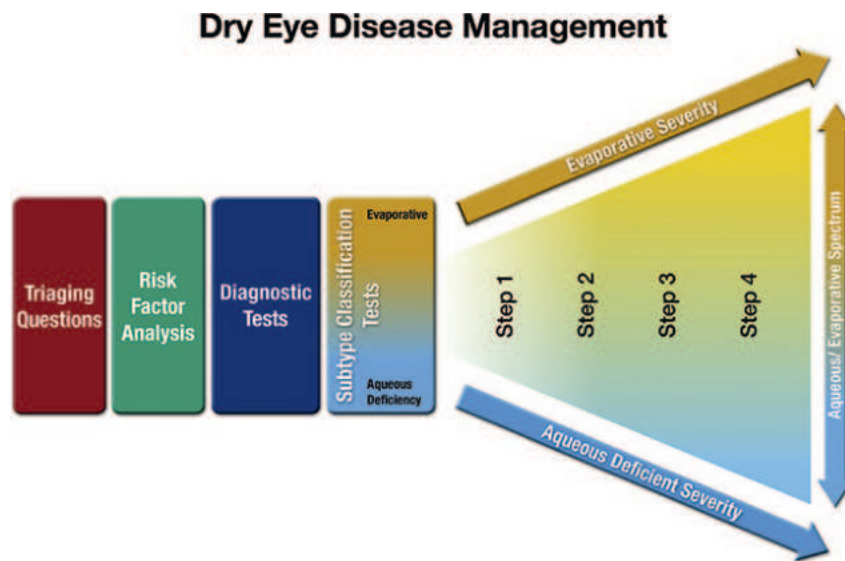 Dry Eye Disease Management
Triaging
Questions
Risk
Factor
Analysis
Diagnostic
Tests
Subtype Classification
Tests
Evaporative
Aqueous
Deficiency
Step 1
Step 2
Step 3
Step 4
Evaporative Severity
Aqueous Deficient Severity
Aqueous/ Evaporative Spectrum